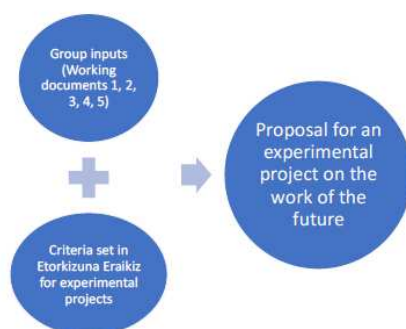 Group inputs
(Working
documents 1, 2,
3, 4, 5)
Criteria set in
Etorkizuna Eraikiz
for experimental
projects
Proposal for an
experimental
project on the
work of the
future